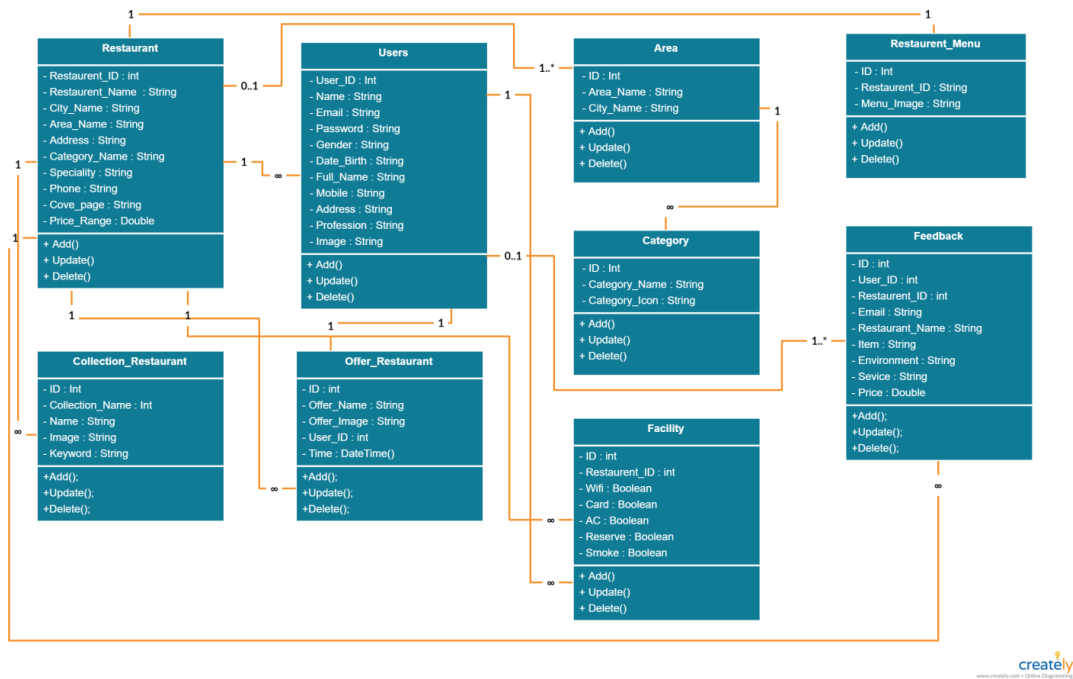 1
1
Restaurant
- Restaurent_ID : int
- Restaurent_Name : String
- City_Name : String
- Area_Name : String
- Address : String
- Category_Name : String
- Speciality : String
- Phone : String
- Cove_page : String
- Price_Range : Double
+ Add()
+ Update()
+ Delete()
Users
- User_ID : Int
- Name : String
- Email : String
- Password : String
- Gender : String
- Date_Birth : String
- Full_Name : String
- Mobile : String
- Address : String
- Profession : String
- Image : String
+ Add()
+ Update()
+ Delete()
Area
- ID : Int
- Area_Name : String
- City_Name : String
+ Add()
+ Update()
+ Delete()
Restaurent_Menu
- ID : Int
- Restaurent_ID : String
- Menu_Image : String
+ Add()
+ Update()
+ Delete()
0..1
1..*
1
1
1
1
∞
∞
1
0..1
Category
- ID : Int
- Category_Name : String
- Category_Icon : String
+ Add()
+ Update()
+ Delete()
Feedback
- ID : int
- User_ID : int
- Restaurent_ID : int
- Email : String
- Restaurant_Name : String
- Item : String
- Environment : String
- Sevice : String
- Price : Double
+Add();
+Update();
+Delete();
1
1
1
1
1..*
Collection_Restaurant
- ID : Int
- Collection_Name : Int
- Name : String
- Image : String
- Keyword : String
+Add();
+Update();
+Delete();
Offer_Restaurant
- ID : int
- Offer_Name : String
- Offer_Image : String
- User_ID : int
- Time : DateTime()
+Add();
+Update();
+Delete();
Facility
- ID : int
- Restaurent_ID : int
- Wifi : Boolean
- Card : Boolean
- AC : Boolean
- Reserve : Boolean
- Smoke : Boolean
+ Add()
+ Update()
+ Delete()
∞
∞
∞
∞
∞
creately
www.creately.com • Online Diagramming